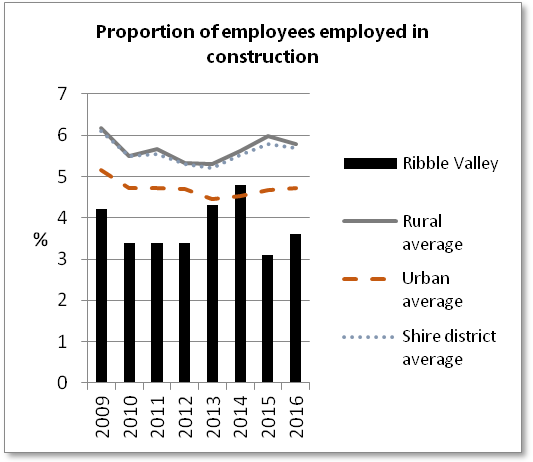 Proportion of employees employed in
construction
7
6
5
4
3
2
1
0
%
2009
2010
2011
2012
2013
2014
2015
2016
Ribble Valley
Rural
average
Urban
average
Shire district
average